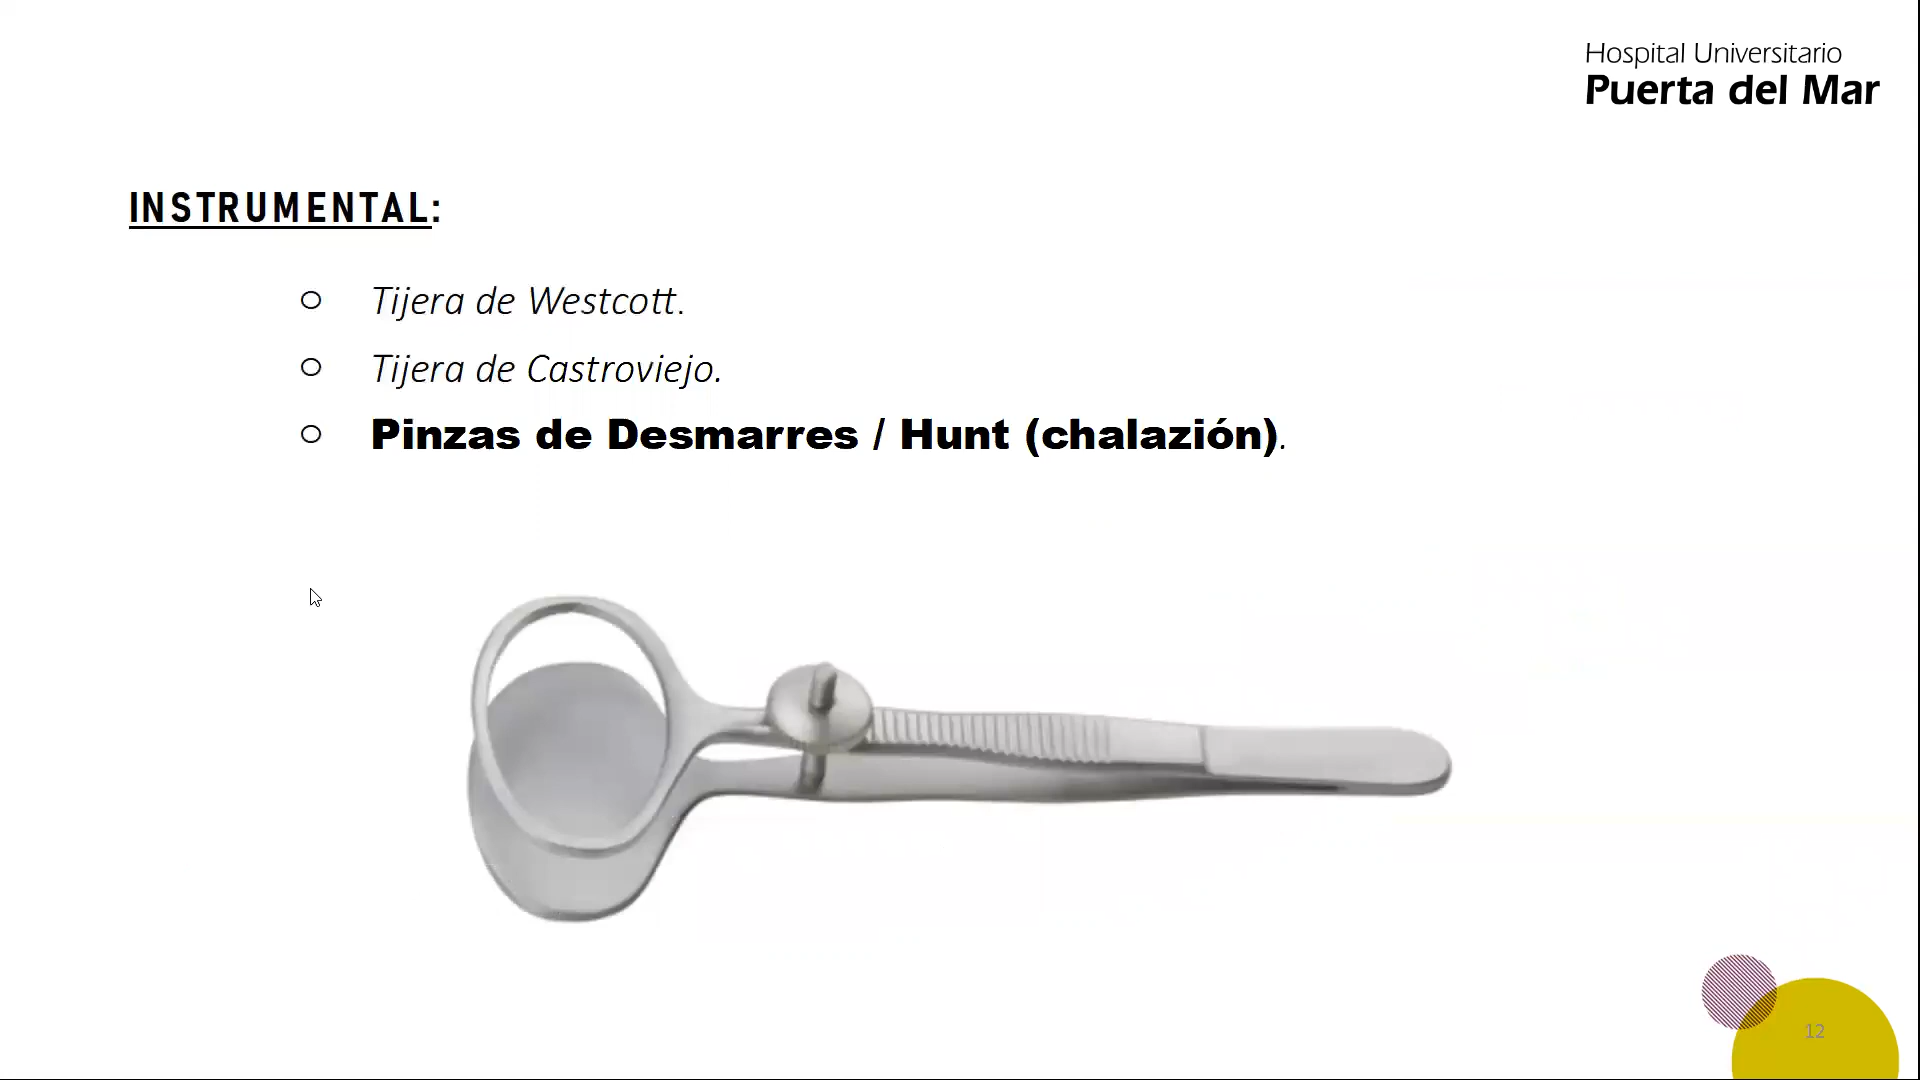 Hospital Universitario
Puerta del Mar
INSTRUMENTAL:
Tijera de Westcott.
Tijera de Castroviejo.
Pinzas de Desmarres / Hunt (chalazión).
12